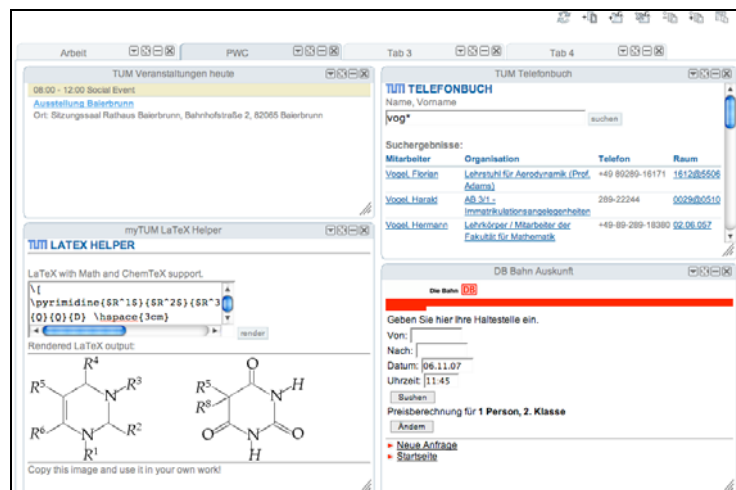 Arbeit
PWC
Tab 3
Tab 4
TUM Veranstaltungen heute
08:00 - 12:00 Social Event
Ausstellung Baierbrunn
Ort: Sitzungssaal Rathaus Baierbrunn, Bahnhofstraße 2, 82065 Baierbrunn
TUM Telefonbuch
TUM TELEFONBUCH
Name, Vorname
vog*
suchen
Suchergebnisse:
Mitarbeiter Organisation Telefon Raum
Vogel, Florian Lehrstuhl für Aerodynamik (Prof. +49 89289-16171 1612@5506
Adams)
Vogel, Harald AB 3/1 - 289-22244 0029@0510
Immatrikulationsangelegenheiten
Vogel, Hermann Lehrkörper / Mitarbeiter der +49-89-289-18380 02.06.057
Fakultät für Mathematik
myTUM LaTeX Helper
TUM LATEX HELPER
LaTeX with Math and ChemTeX support.
\[
\pyrimidine{$R^1$}{$R^2$}{$R^3
{Q}{Q}{D} \hspace{3cm}
render
Rendered LaTeX output:
R⁴
R⁵ R³
N
R⁶ N R²
R¹
O
R⁵ N H
R⁸
O N O
H
Copy this image and use it in your own work!
DB Bahn Auskunft
Die Bahn DB
Geben Sie hier Ihre Haltestelle ein.
Von:
Nach:
Datum: 06.11.07
Uhrzeit: 11:45
Suchen
Preisberechnung für 1 Person, 2. Klasse
Ändern
Neue Anfrage
Startseite